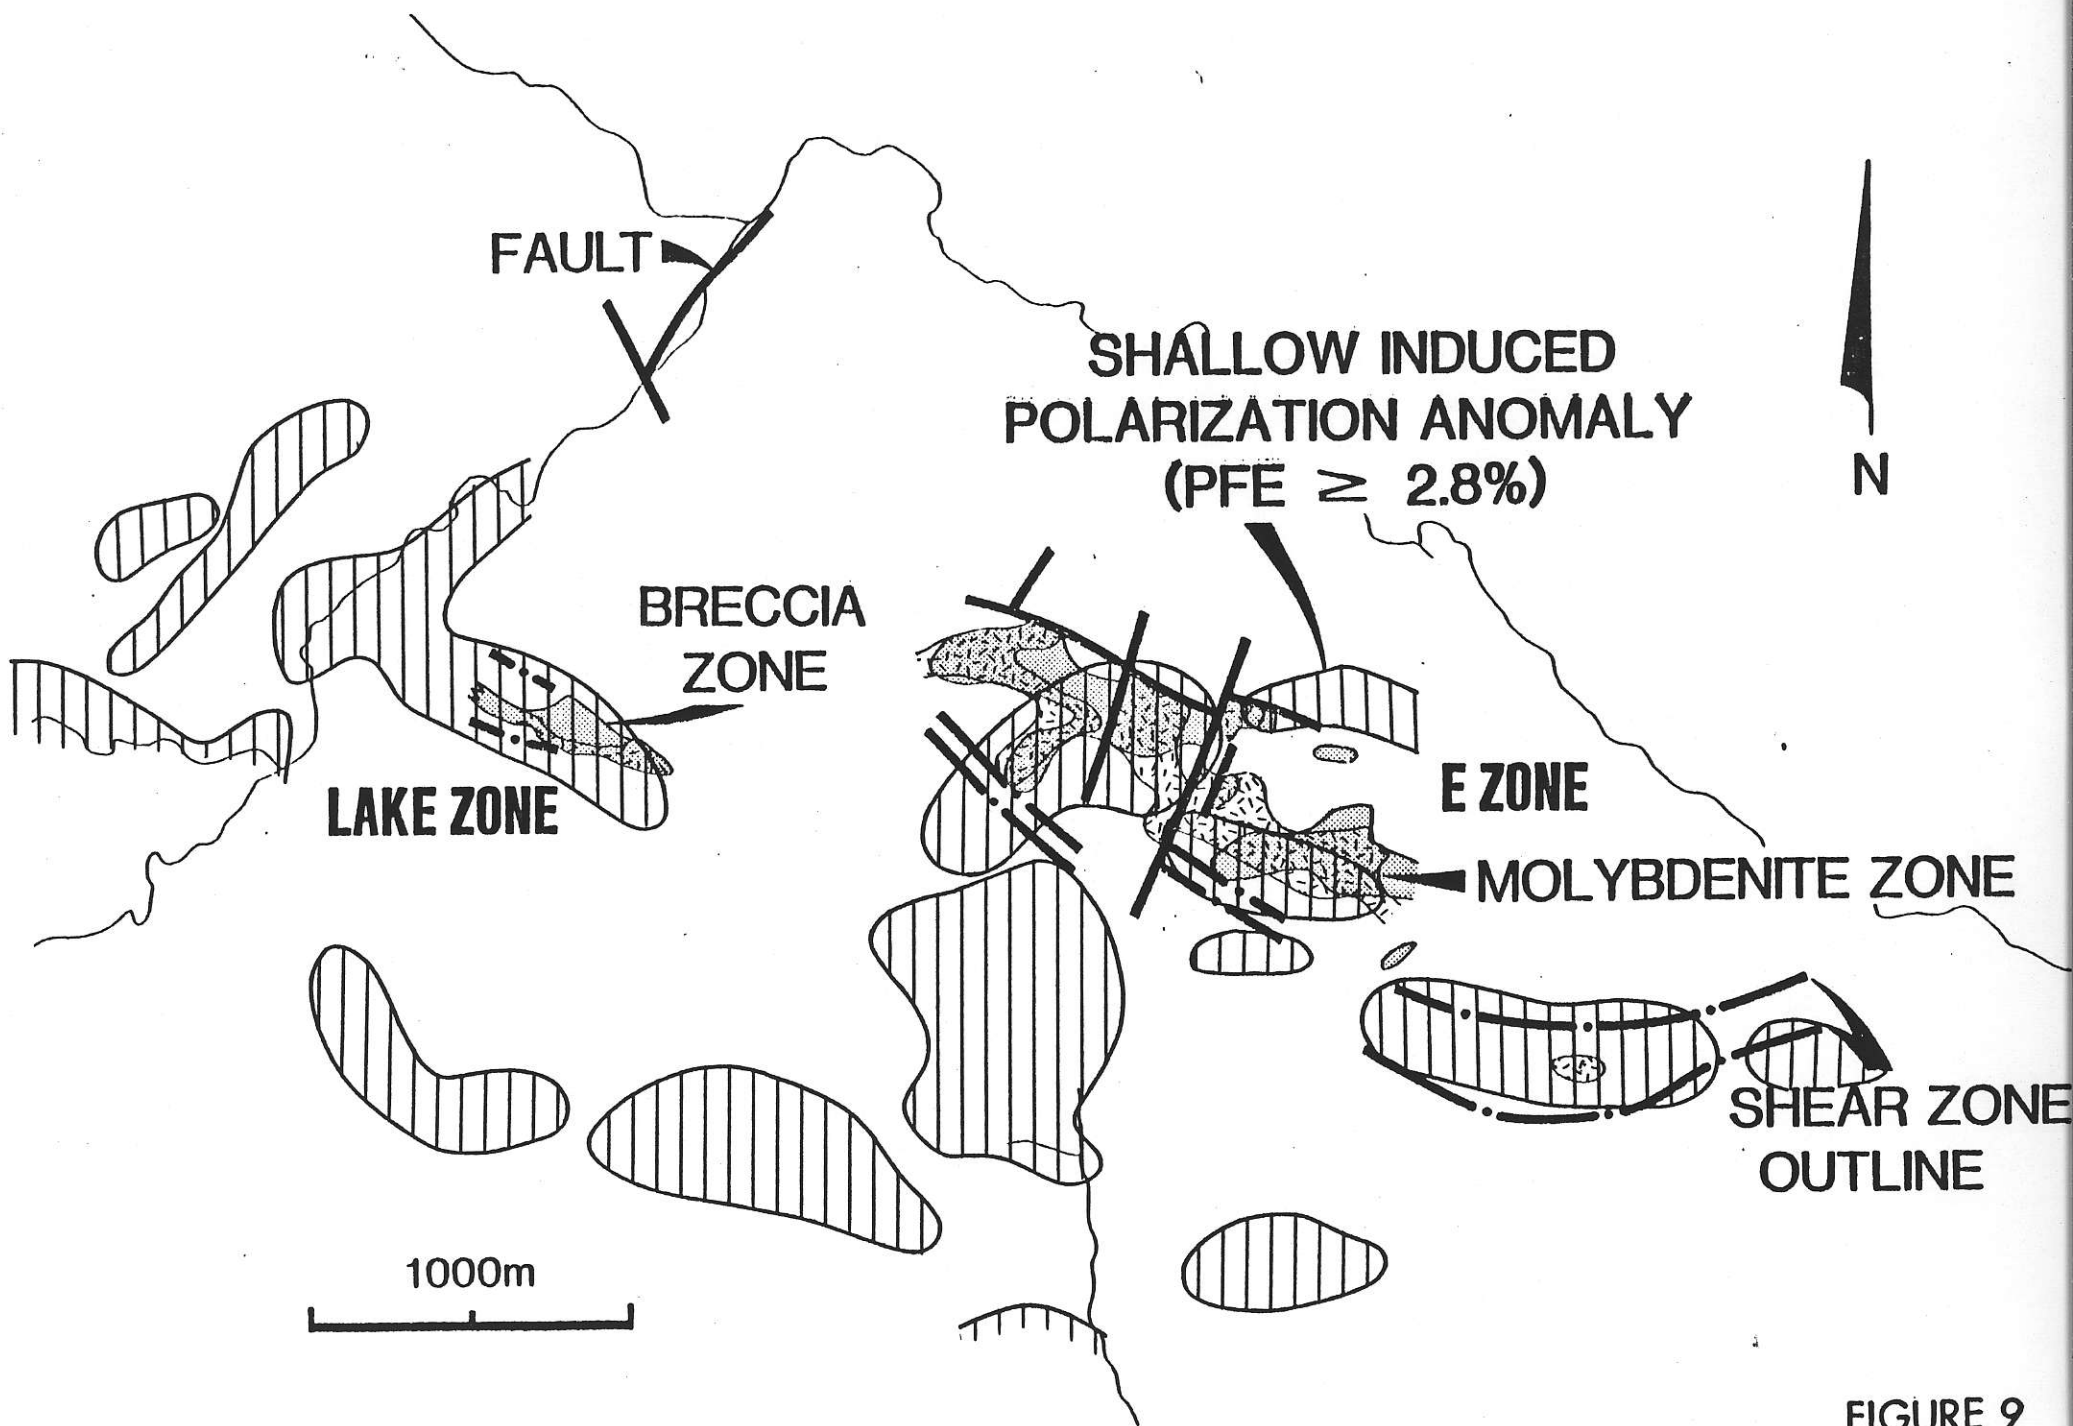 FAULT
SHALLOW INDUCED
POLARIZATION ANOMALY
(PFE ≥ 2.8%)
N
BRECCIA
ZONE
LAKE ZONE
E ZONE
MOLYBDENITE ZONE
SHEAR ZONE
OUTLINE
1000m
FIGURE 9